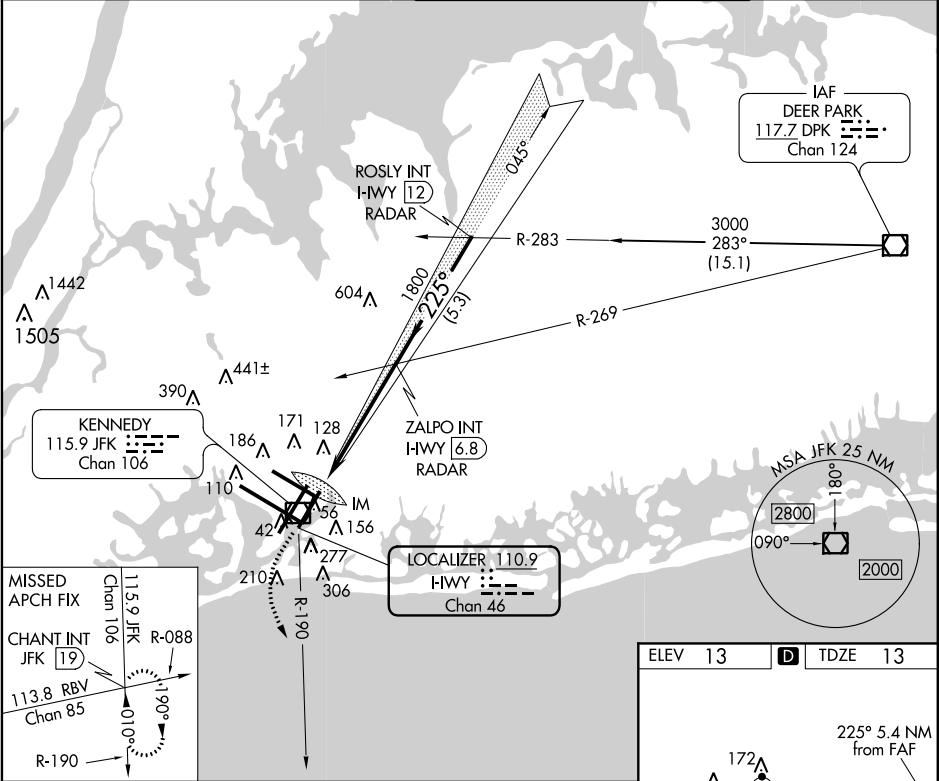 IAF
DEER PARK
117.7 DPK
Chan 124
045°
ROSLY INT
I-IWY 12
RADAR
R-283
3000
283°
(15.1)
1800
225°
(5.3)
604
R-269
1442
1505
441±
390
KENNEDY
115.9 JFK
Chan 106
171
128
186
110
ZALPO INT
I-IWY 6.8
RADAR
IM
56
42
156
277
210
306
R-190
LOCALIZER 110.9
I-IWY
Chan 46
MSA JFK 25 NM
180°
2800
090°
2000
MISSED
APCH FIX
115.9 JFK
Chan 106
CHANT INT
JFK 19
R-088
113.8 RBV
Chan 85
010°
190°
R-190
ELEV 13 D TDZE 13
225° 5.4 NM
from FAF
172